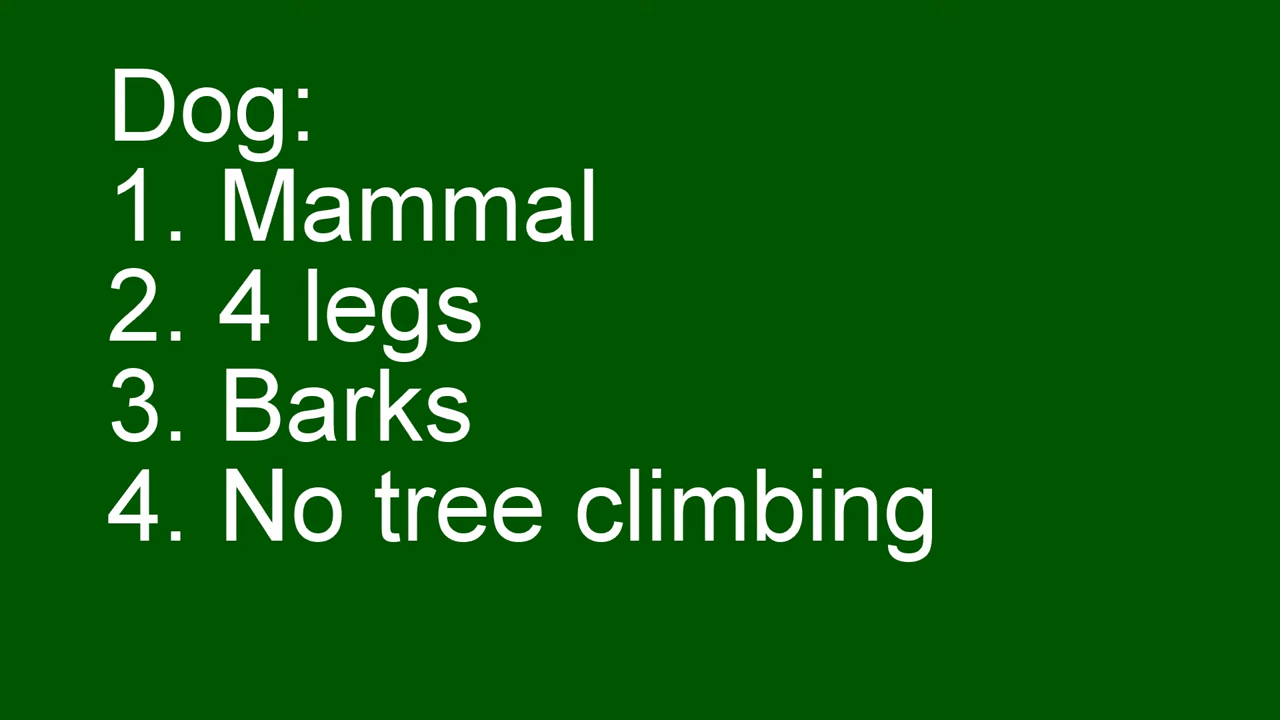 Dog:
1. Mammal
2. 4 legs
3. Barks
4. No tree climbing